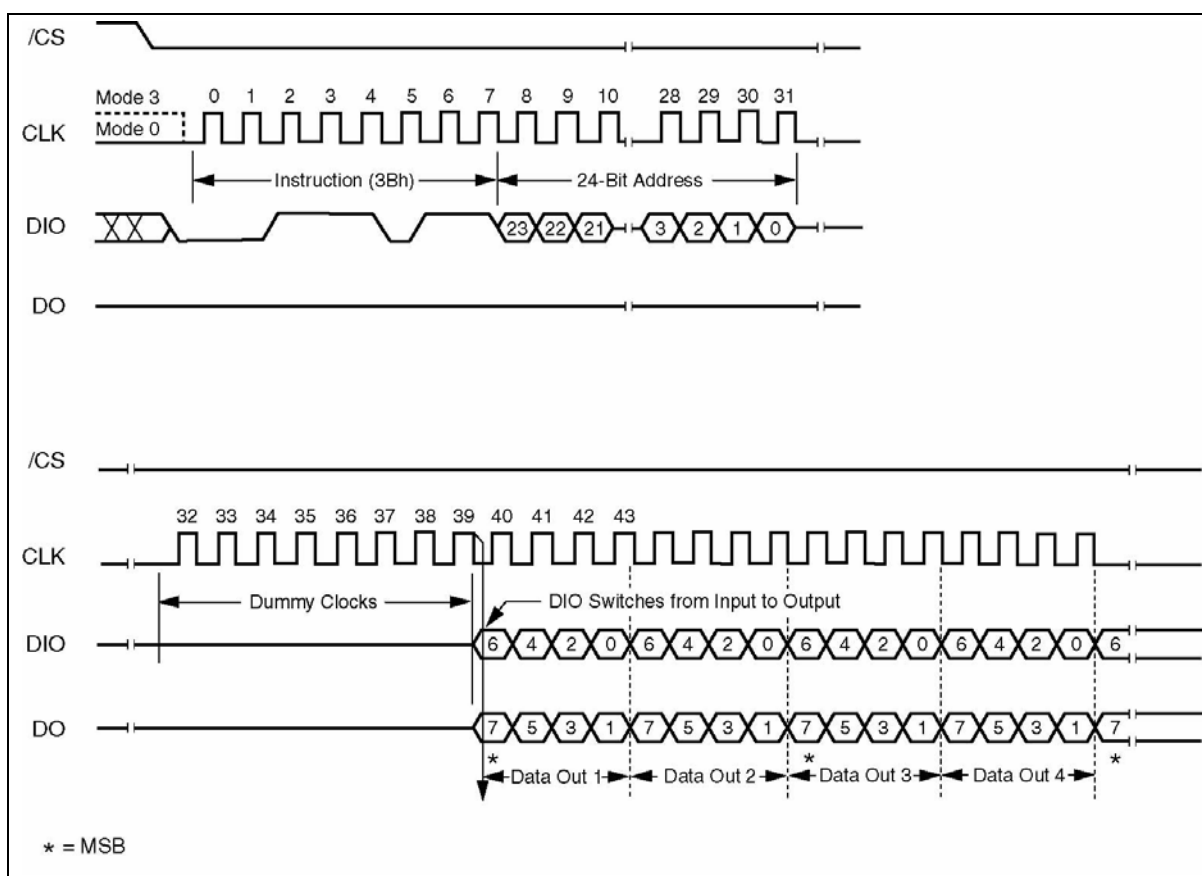 /CS
Mode 3 0 1 2 3 4 5 6 7 8 9 10 28 29 30 31
CLK Mode 0
Instruction (3Bh) 24-Bit Address
DIO 23 22 21 3 2 1 0
DO
/CS
32 33 34 35 36 37 38 39 40 41 42 43
CLK
Dummy Clocks DIO Switches from Input to Output
DIO 6 4 2 0 6 4 2 0 6 4 2 0 6 4 2 0 6
DO 7 5 3 1 7 5 3 1 7 5 3 1 7 5 3 1 7
* * *
Data Out 1 Data Out 2 Data Out 3 Data Out 4
* = MSB